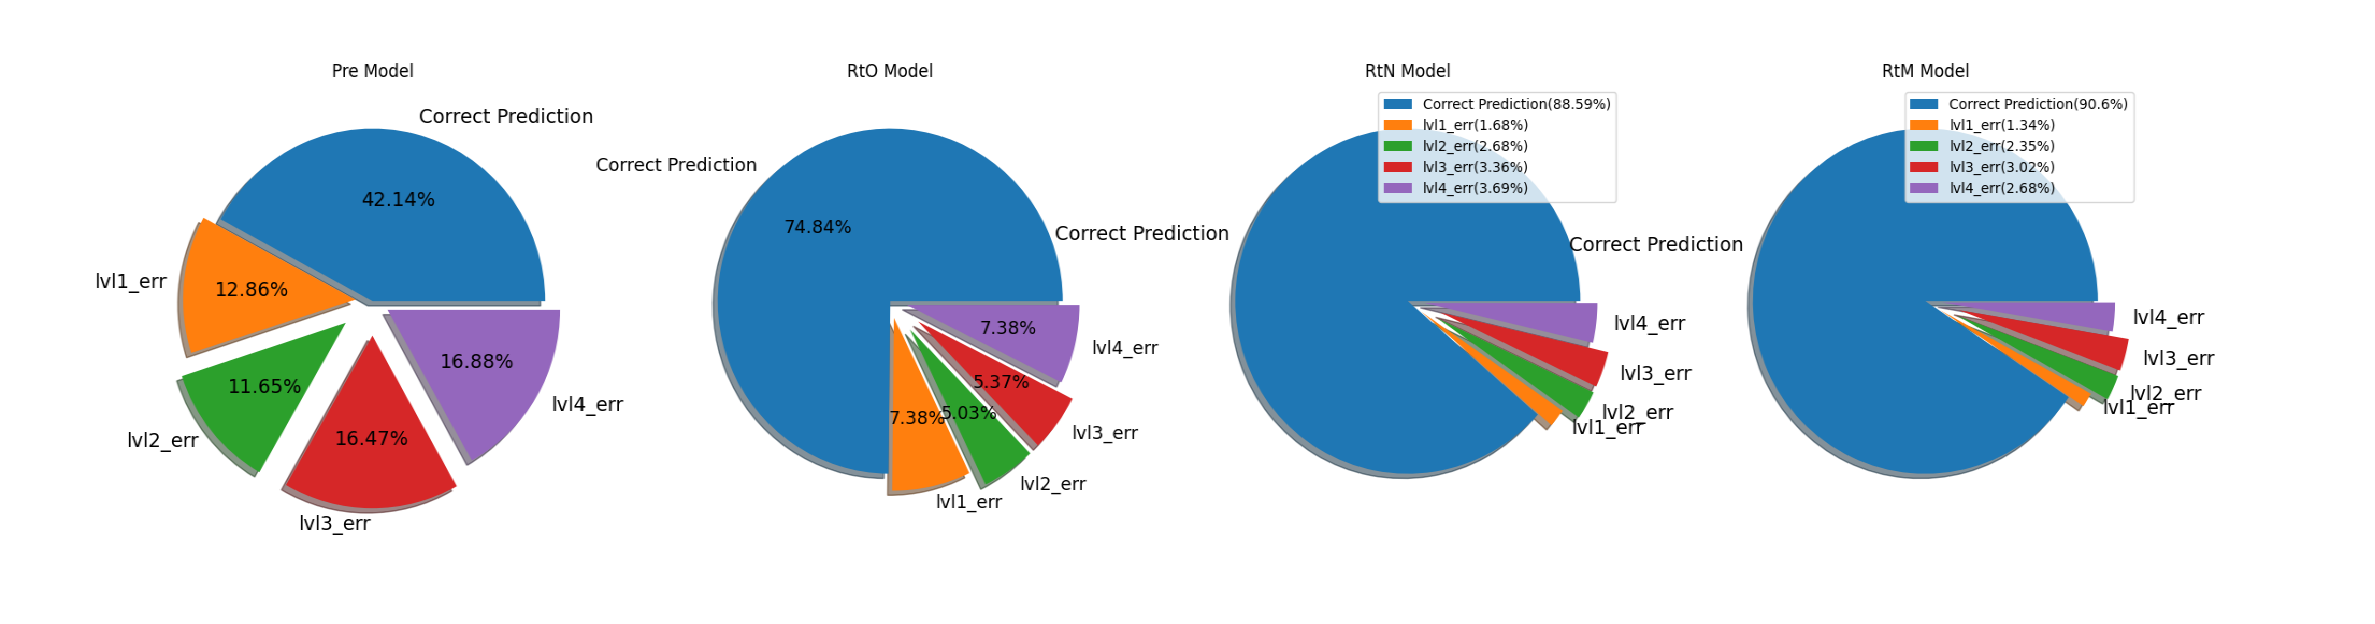 Pre Model
Correct Prediction
42.14%
lvl1_err
12.86%
lvl2_err
11.65%
lvl3_err
16.47%
lvl4_err
16.88%
RtO Model
Correct Prediction
74.84%
lvl1_err
7.38%
lvl2_err
5.03%
lvl3_err
5.37%
lvl4_err
7.38%
RtN Model
Correct Prediction(88.59%)
lvl1_err(1.68%)
lvl2_err(2.68%)
lvl3_err(3.36%)
lvl4_err(3.69%)
Correct Prediction
lvl4_err
lvl3_err
lvl2_err
lvl1_err
RtM Model
Correct Prediction(90.6%)
lvl1_err(1.34%)
lvl2_err(2.35%)
lvl3_err(3.02%)
lvl4_err(2.68%)
Correct Prediction
lvl4_err
lvl3_err
lvl2_err
lvl1_err